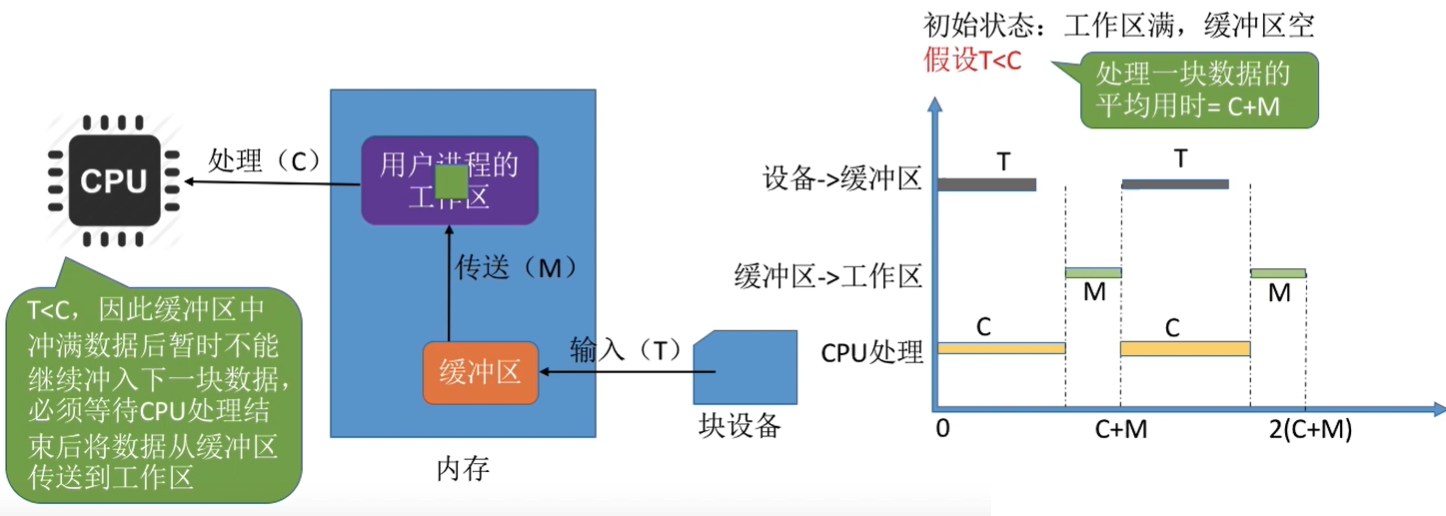 初始状态：工作区满，缓冲区空
假设T<C
处理一块数据的
平均用时= C+M
CPU
处理（C）
用户进程的
工作区
传送（M）
缓冲区
输入（T）
块设备
内存
T<C，因此缓冲区中
冲满数据后暂时不能
继续冲入下一块数据，
必须等待CPU处理结
束后将数据从缓冲区
传送到工作区
设备->缓冲区
T
T
缓冲区->工作区
M
M
CPU处理
C
C
0
C+M
2(C+M)